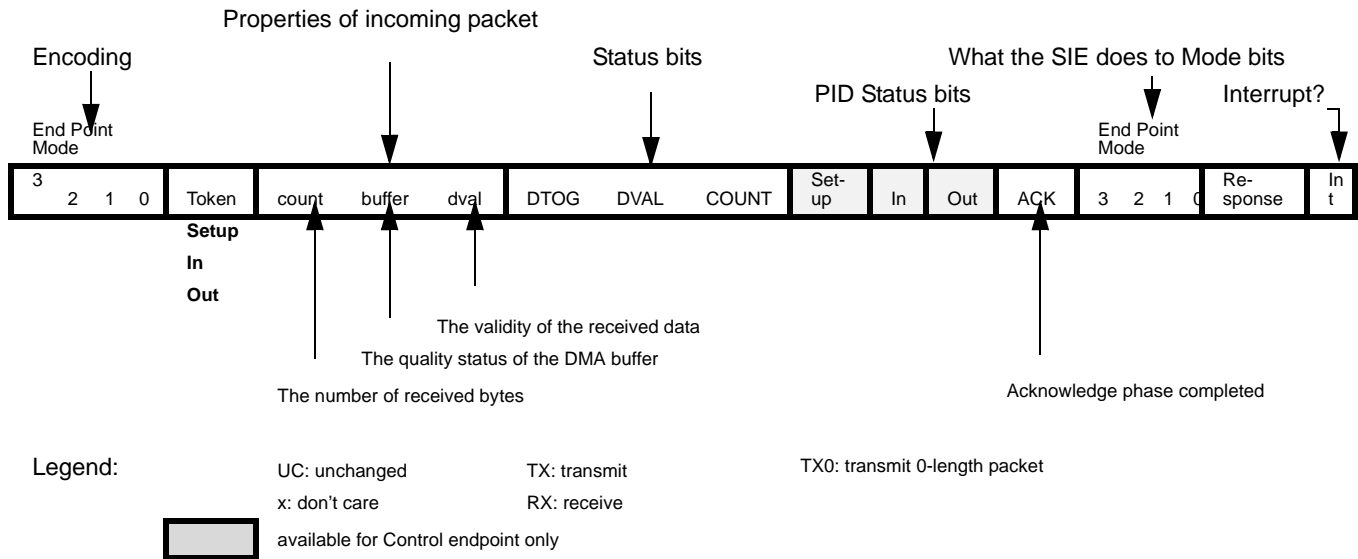 Properties of incoming packet
Encoding
Status bits
What the SIE does to Mode bits
PID Status bits
Interrupt?
End Point
Mode
End Point
Mode
3 2 1 0 Token count buffer dval DTOG DVAL COUNT Set-
up In Out ACK 3 2 1 0 Re-
sponse In
t
Setup
In
Out
The validity of the received data
The quality status of the DMA buffer
The number of received bytes
Acknowledge phase completed
Legend:
UC: unchanged TX: transmit TX0: transmit 0-length packet
x: don't care RX: receive
available for Control endpoint only